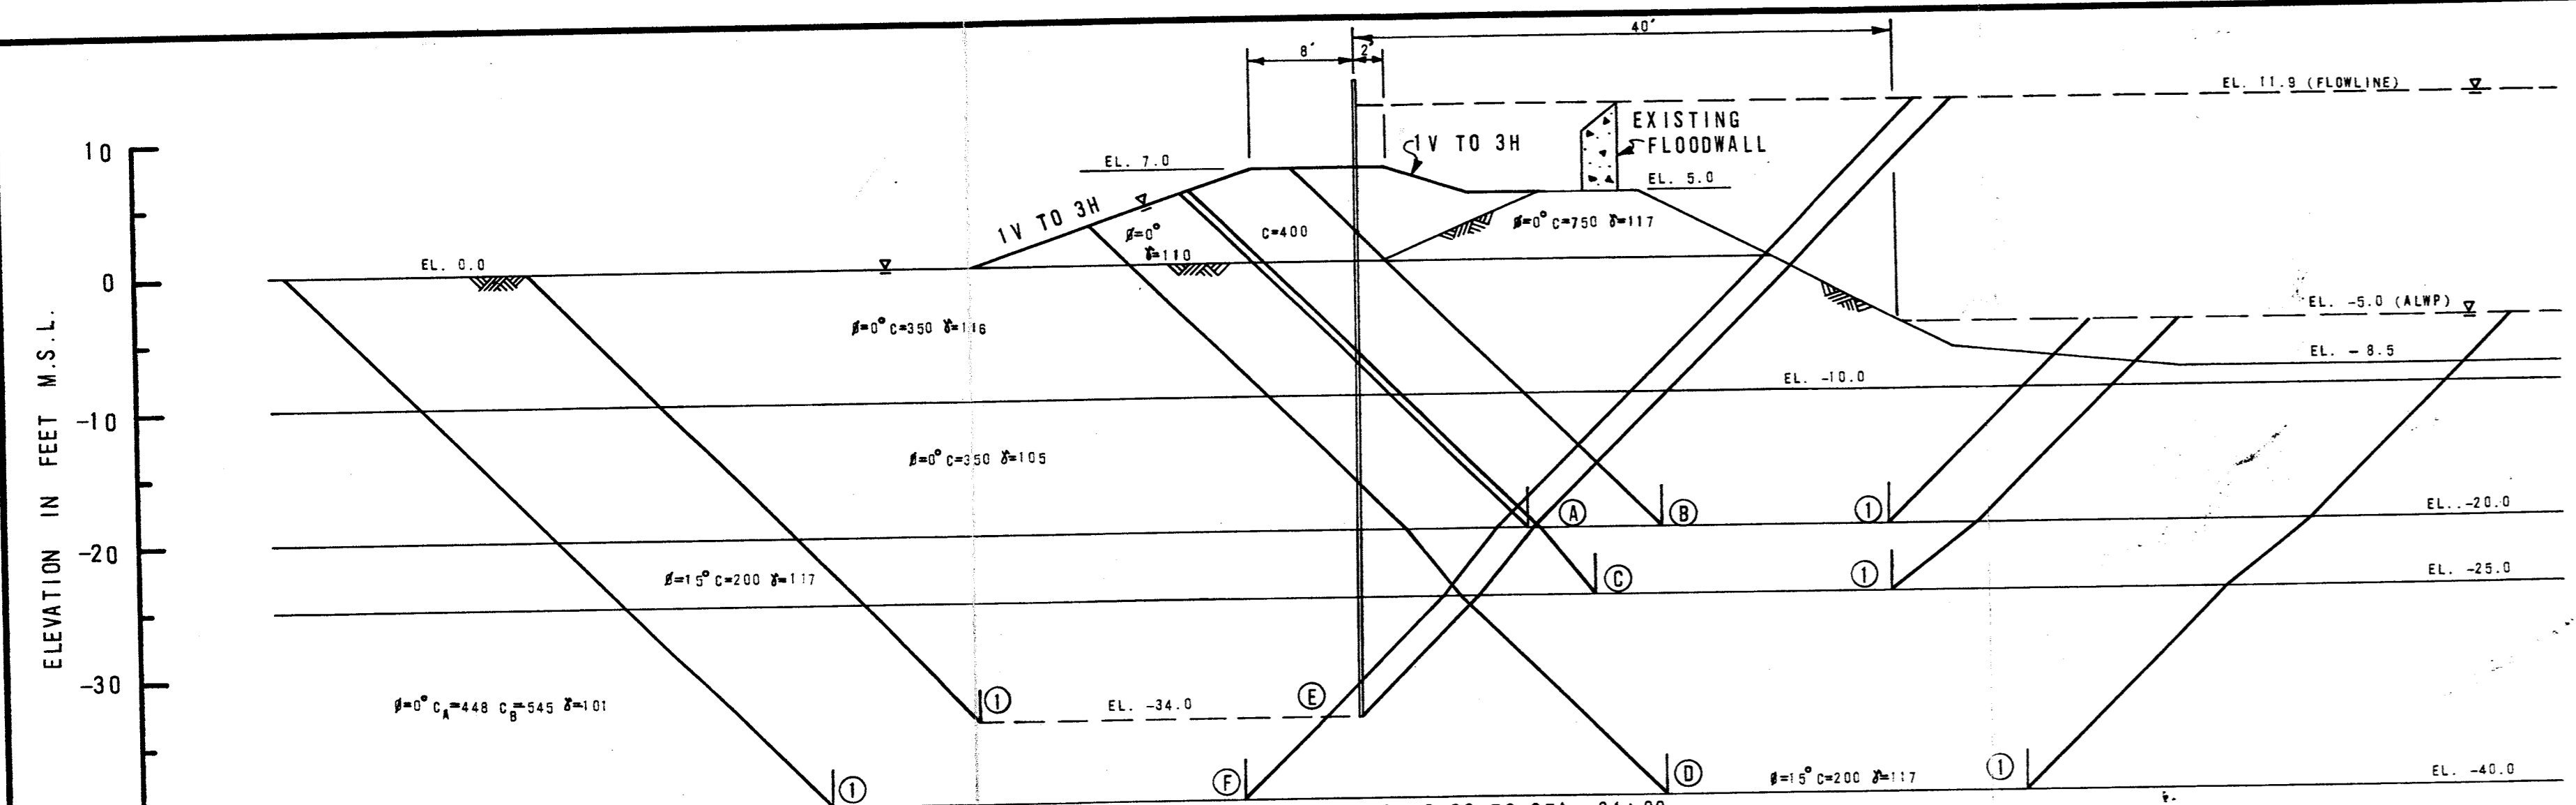 40'
8'
2'
EL. 11.9 (FLOWLINE)
EXISTING
FLOODWALL
1V TO 3H
10
EL. 7.0
EL. 5.0
1V TO 3H
Ø=0°
γ=110
C=400
Ø=0° C=750 γ=117
EL. 0.0
0
EL. -5.0 (ALWP)
Ø=0° C=350 γ=116
EL. -8.5
EL. -10.0
-10
ELEVATION IN FEET M.S.L.
Ø=0° C=350 γ=105
A
B
1
EL. -20.0
-20
Ø=15° C=200 γ=117
C
1
EL. -25.0
-30
Ø=0° CA=448 CB=545 γ=101
1
EL. -34.0
E
1
F
D
Ø=15° C=200 γ=117
1
EL. -40.0